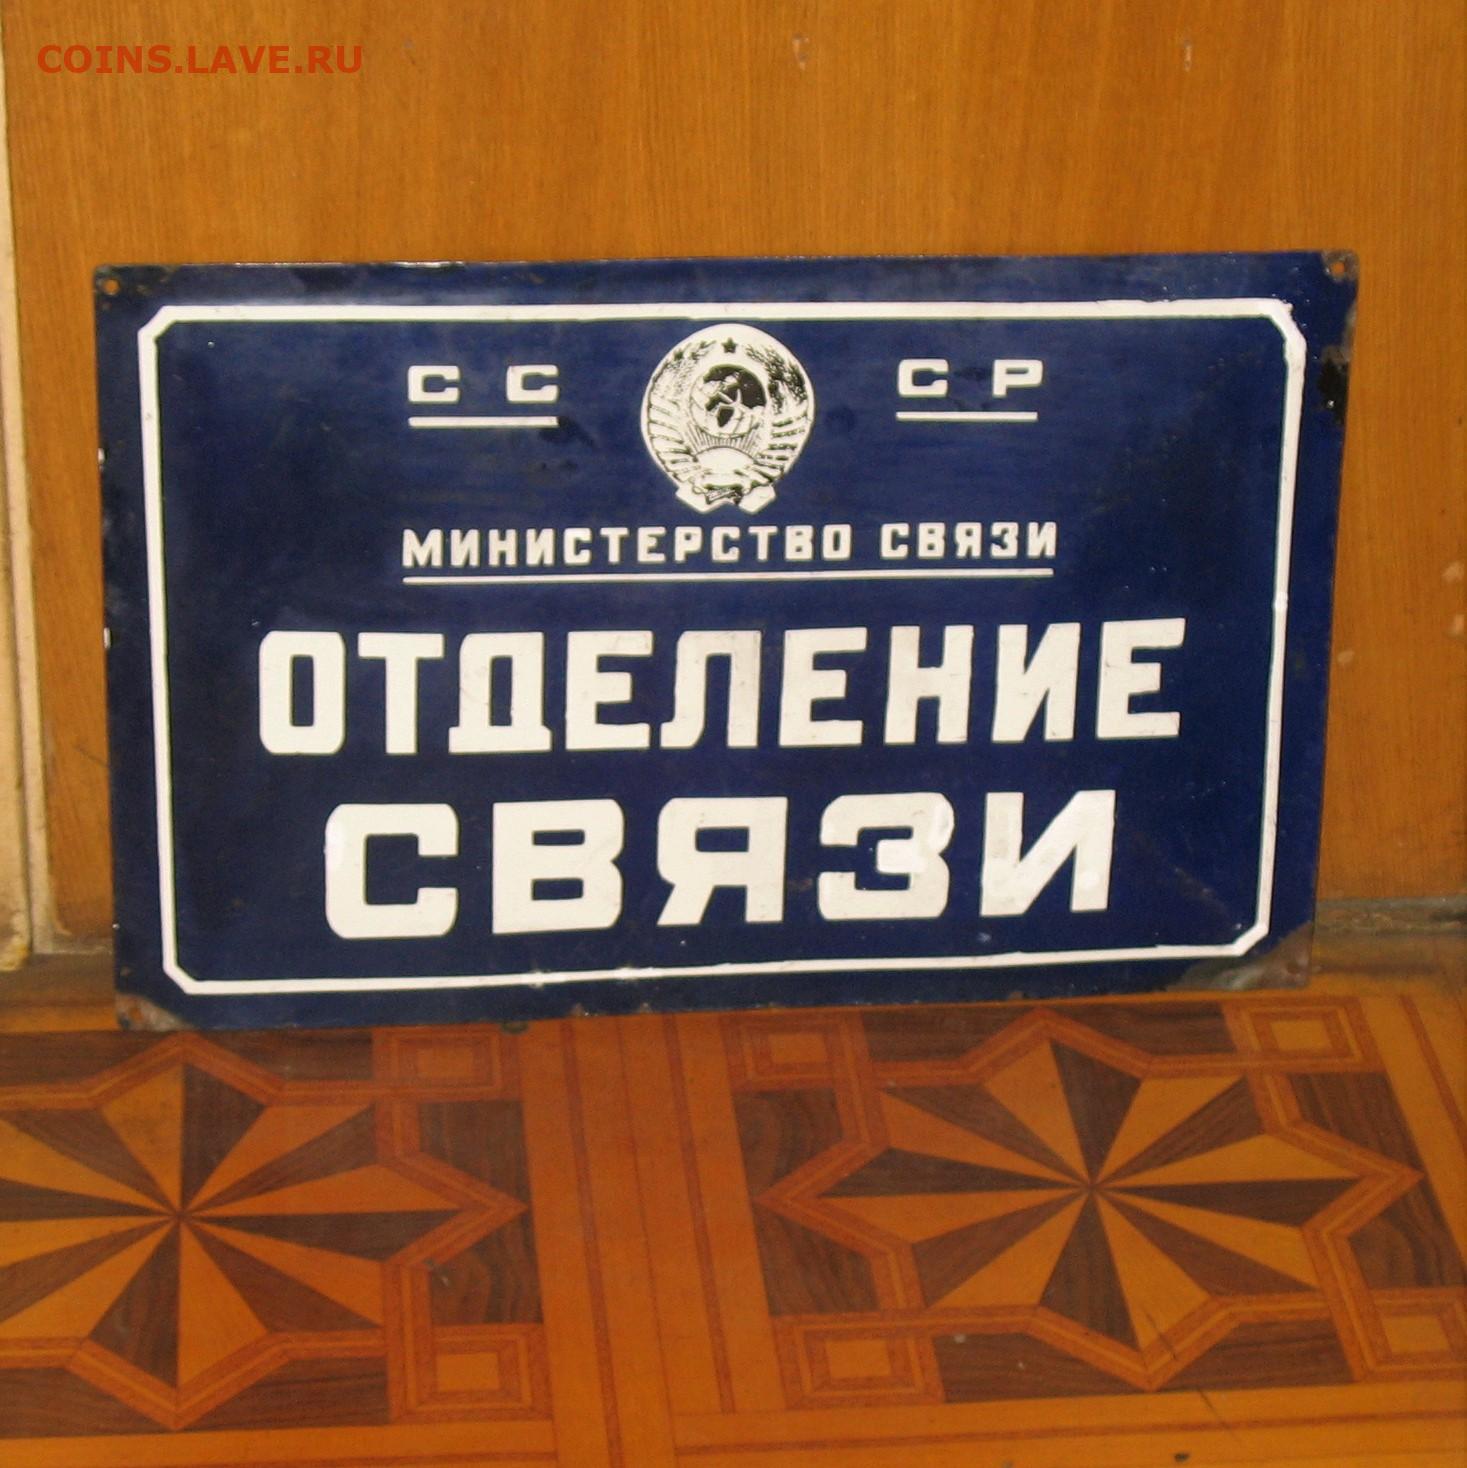 COINS.LAVE.RU
СС СР
МИНИСТЕРСТВО СВЯЗИ
ОТДЕЛЕНИЕ
СВЯЗИ